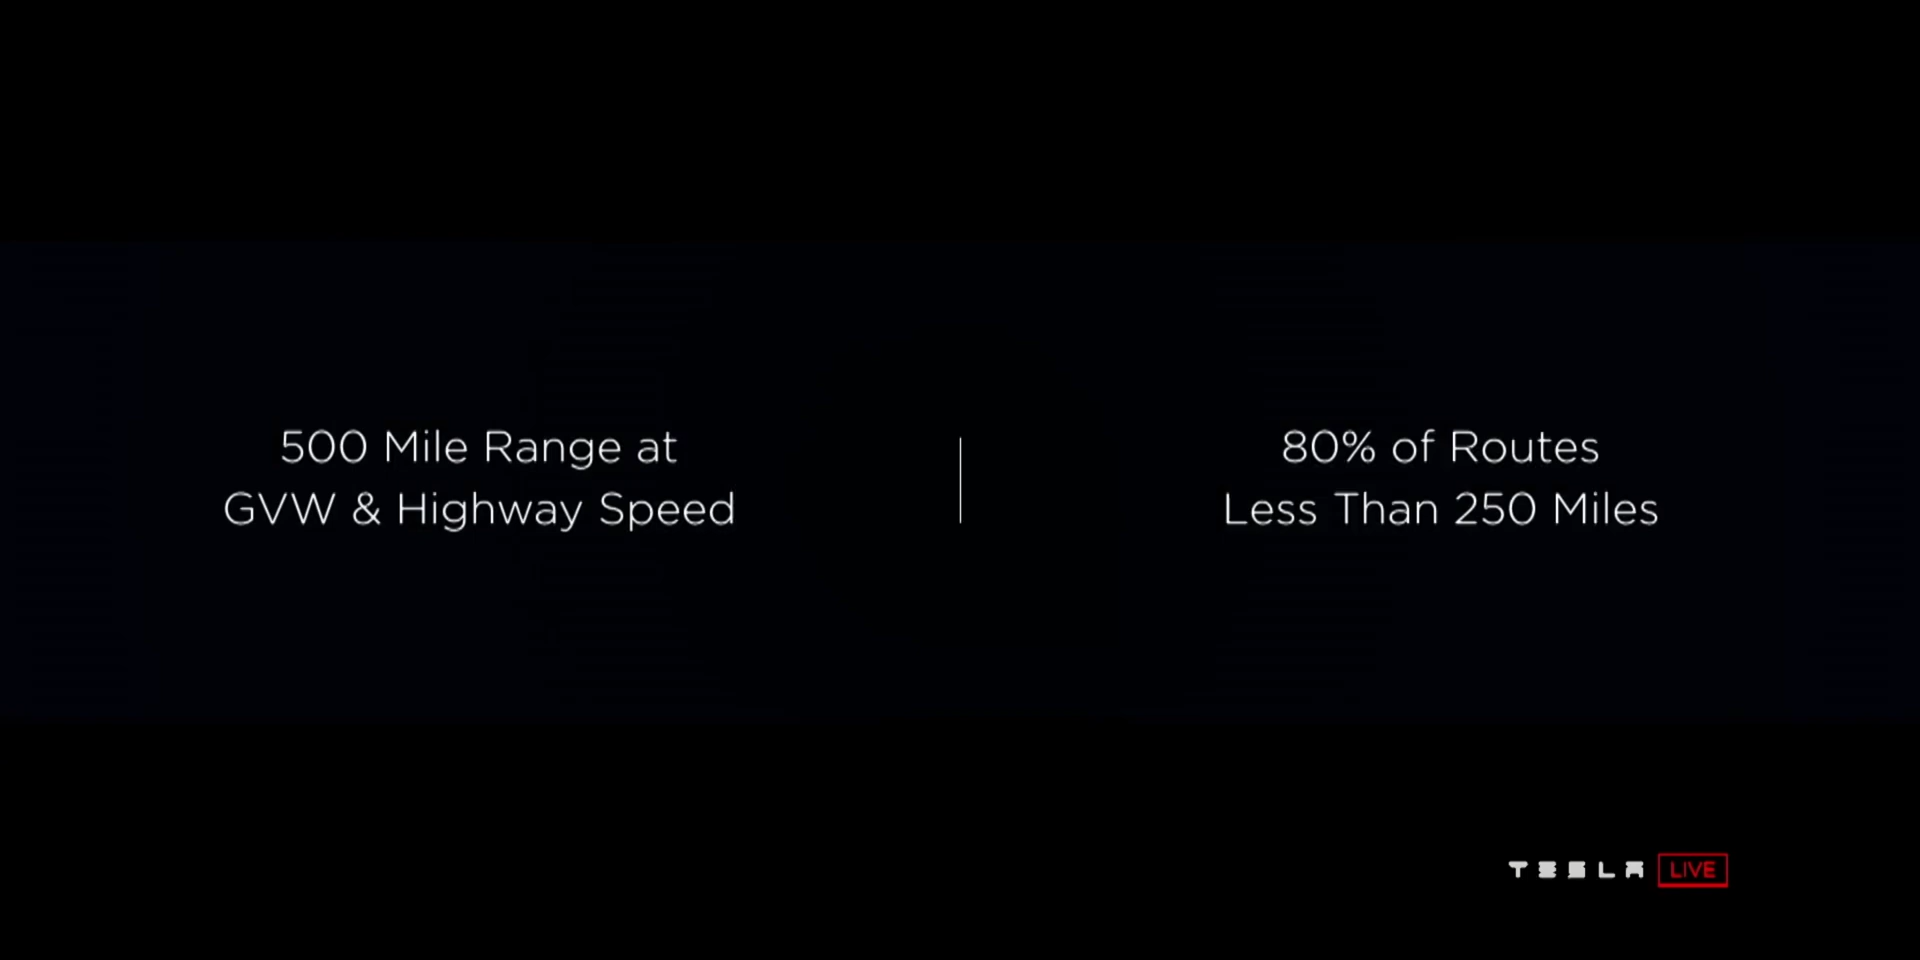 500 Mile Range at
GVW & Highway Speed
80% of Routes
Less Than 250 Miles
TESLA LIVE